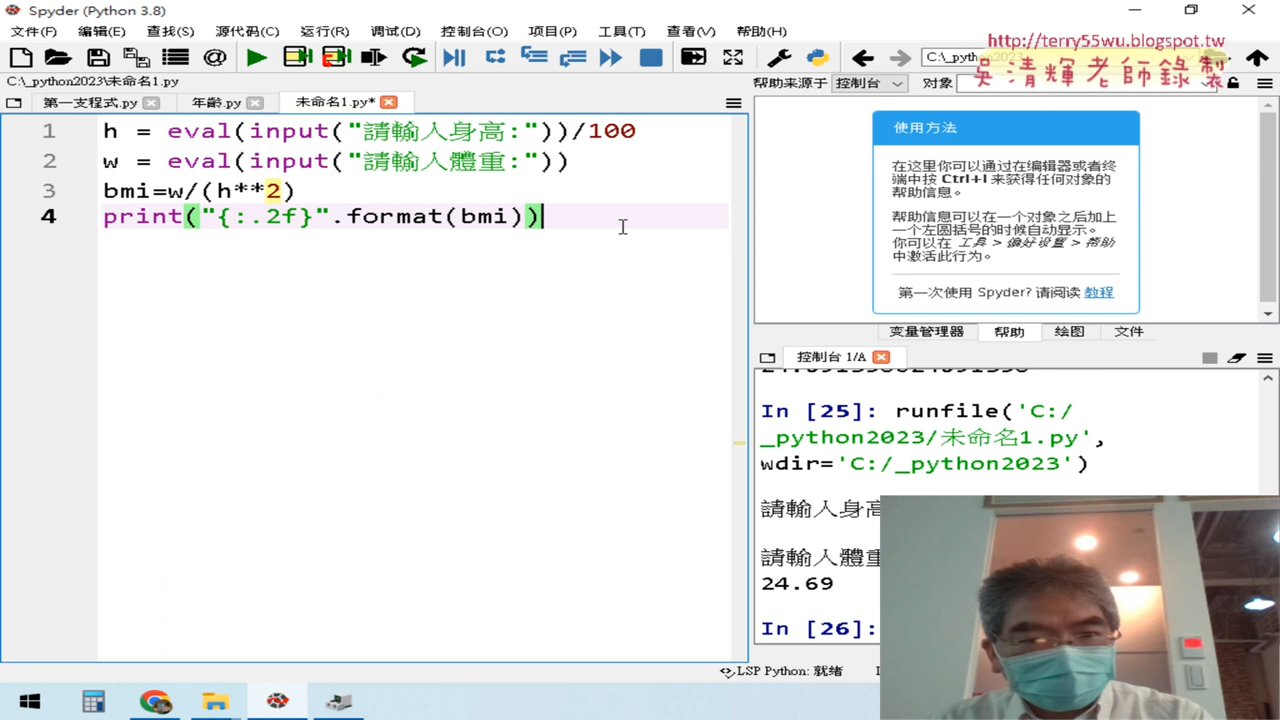 Spyder (Python 3.8)
文件(F) 编辑(E) 查找(S) 源代码(C) 运行(R) 调试(D) 控制台(O) 项目(P) 工具(T) 查看(V) 帮助(H)
http://terry55wu.blogspot.tw
吳清輝老師錄製
C:\_python2023\未命名1.py
帮助来源于 控制台 对象
第一支程式.py 年齡.py 未命名1.py*
1 h = eval(input("請輸入身高:"))/100
2 w = eval(input("請輸入體重:"))
3 bmi=w/(h**2)
4 print("{:.2f}".format(bmi))
使用方法
在这里你可以通过在编辑器或者终
端中按 Ctrl+I 来获得任何对象的
帮助信息。
帮助信息可以在一个对象之后加上
一个左圆括号的时候自动显示。
你可以在 工具 > 偏好设置 > 帮助
中激活此行为。
第一次使用 Spyder? 请阅读 教程
变量管理器 帮助 绘图 文件
控制台 1/A
In [25]: runfile('C:/
_python2023/未命名1.py',
wdir='C:/_python2023')
請輸入身高
請輸入體重
24.69
In [26]:
LSP Python: 就绪